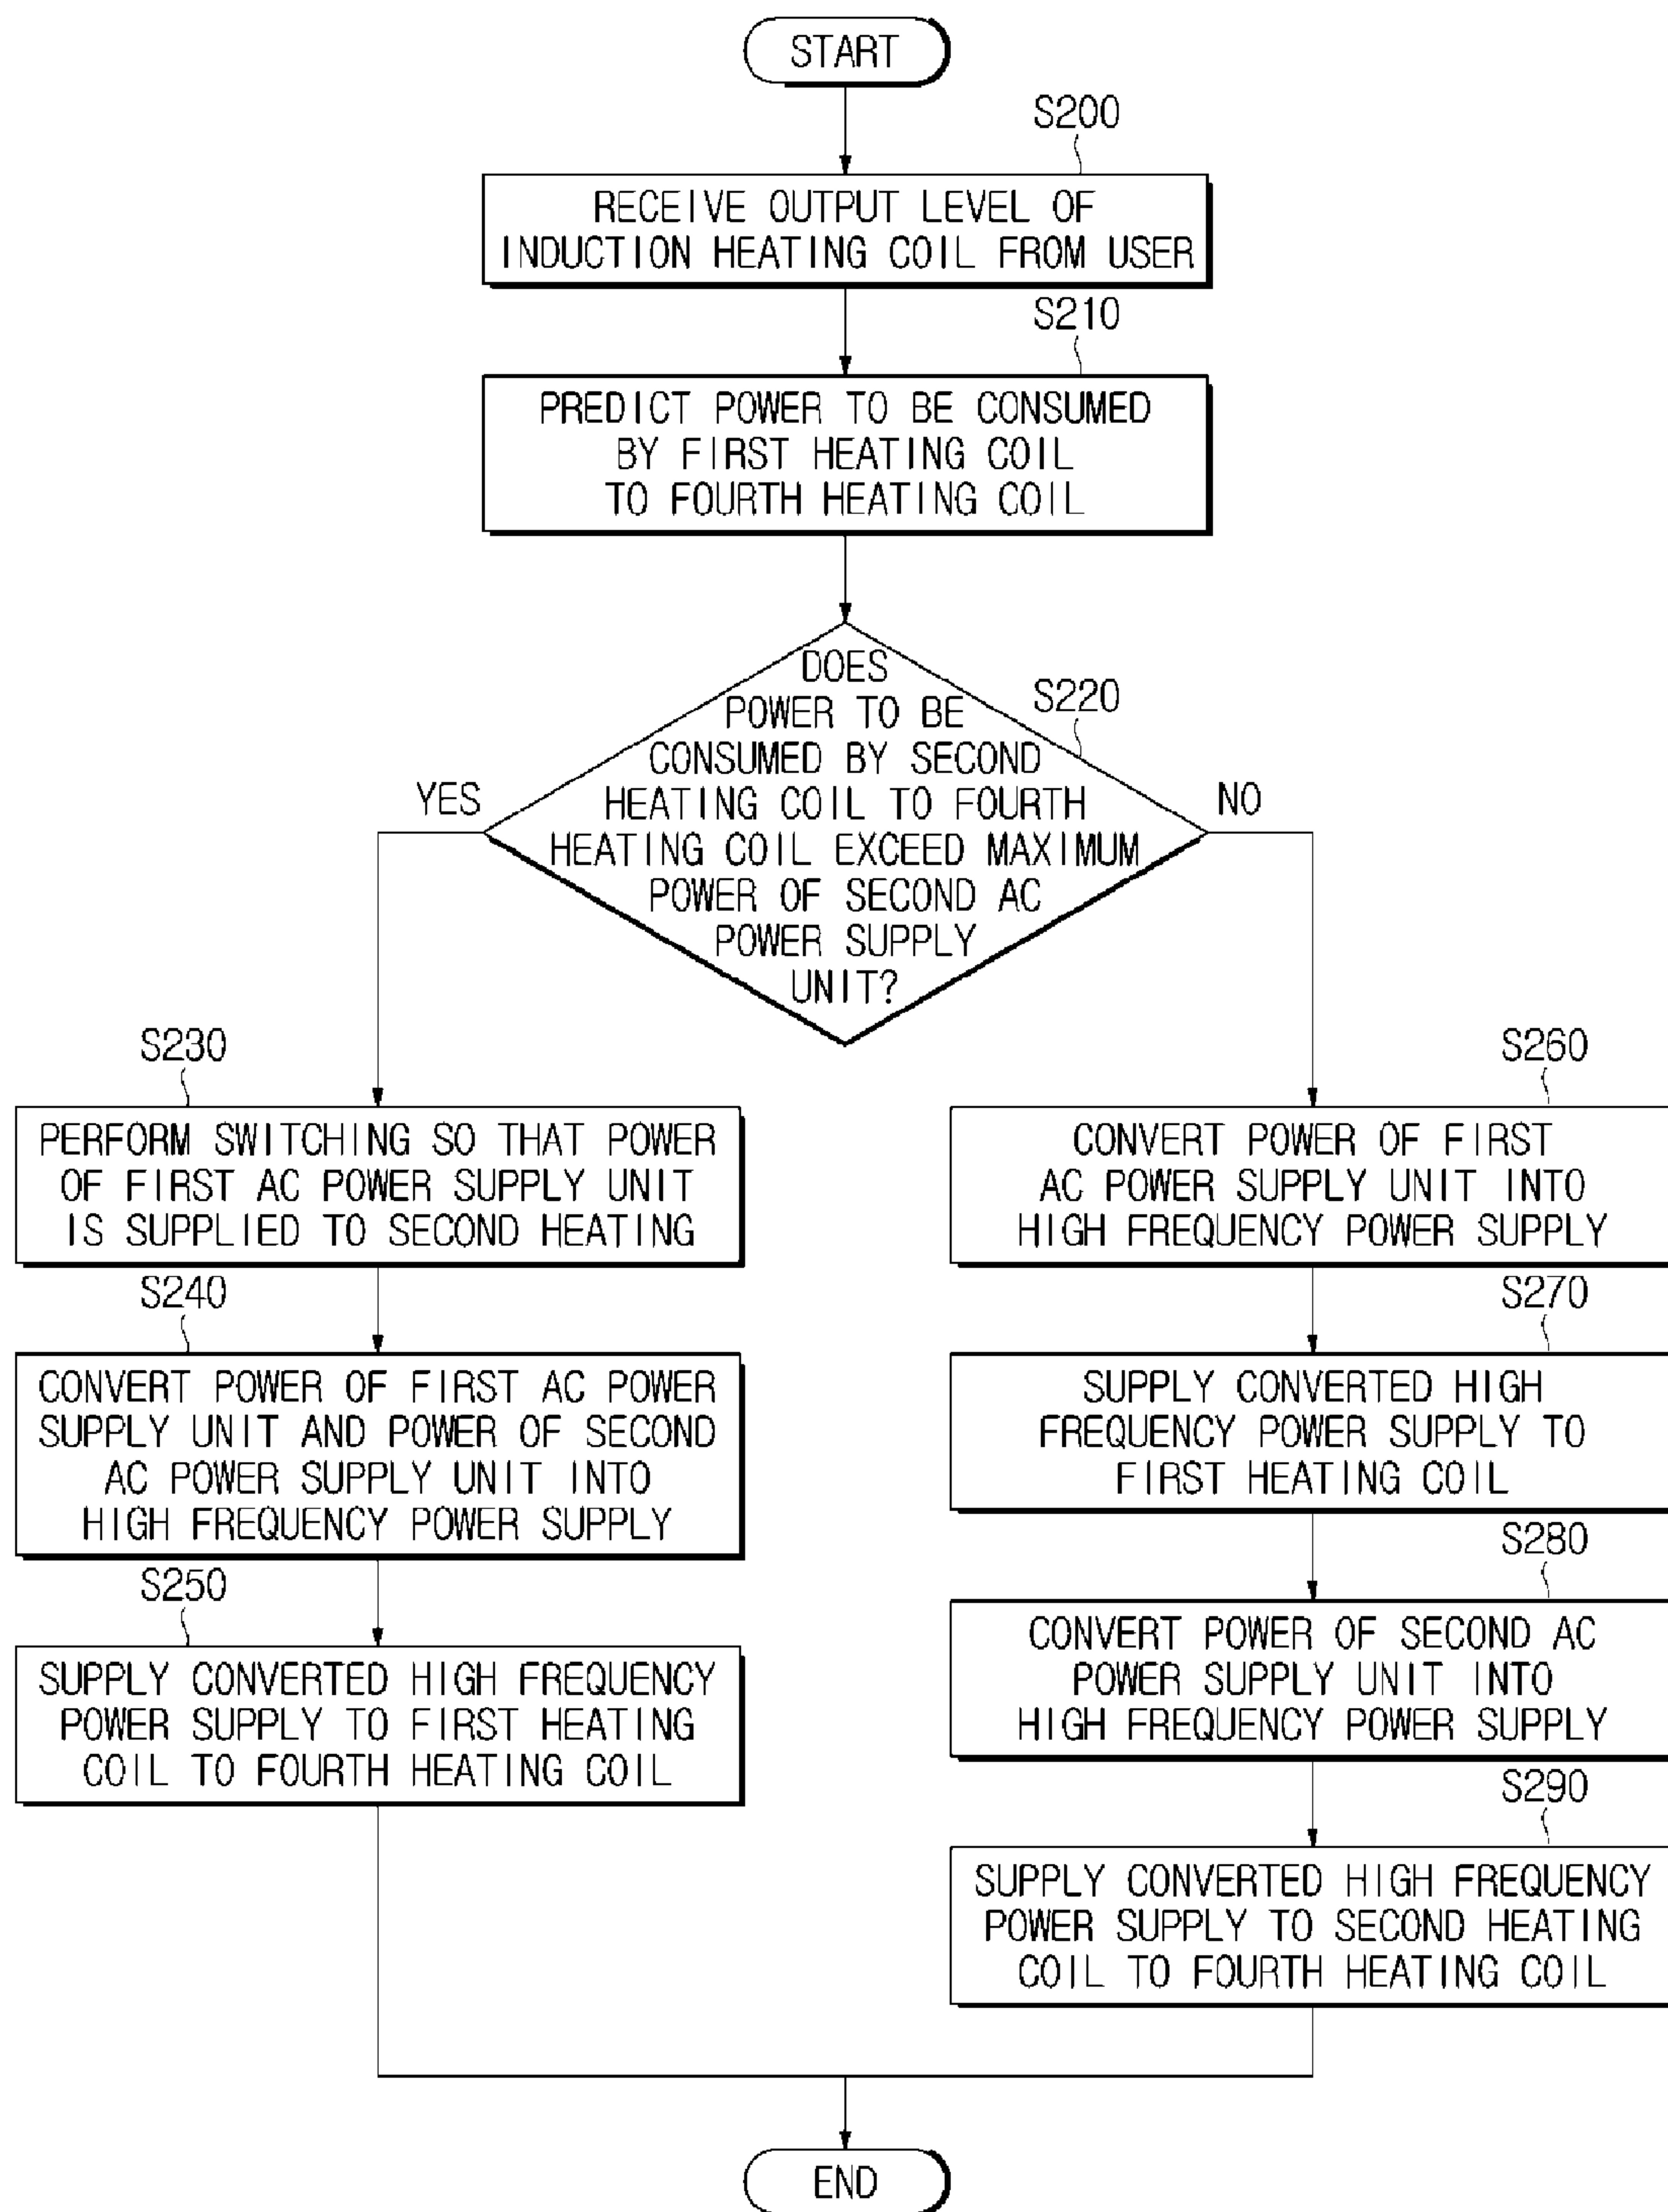 START
S200
RECEIVE OUTPUT LEVEL OF
INDUCTION HEATING COIL FROM USER
S210
PREDICT POWER TO BE CONSUMED
BY FIRST HEATING COIL
TO FOURTH HEATING COIL
S220
DOES
POWER TO BE
CONSUMED BY SECOND
HEATING COIL TO FOURTH
HEATING COIL EXCEED MAXIMUM
POWER OF SECOND AC
POWER SUPPLY
UNIT?
YES
NO
S230
PERFORM SWITCHING SO THAT POWER
OF FIRST AC POWER SUPPLY UNIT
IS SUPPLIED TO SECOND HEATING
S240
CONVERT POWER OF FIRST AC POWER
SUPPLY UNIT AND POWER OF SECOND
AC POWER SUPPLY UNIT INTO
HIGH FREQUENCY POWER SUPPLY
S250
SUPPLY CONVERTED HIGH FREQUENCY
POWER SUPPLY TO FIRST HEATING
COIL TO FOURTH HEATING COIL
S260
CONVERT POWER OF FIRST
AC POWER SUPPLY UNIT INTO
HIGH FREQUENCY POWER SUPPLY
S270
SUPPLY CONVERTED HIGH
FREQUENCY POWER SUPPLY TO
FIRST HEATING COIL
S280
CONVERT POWER OF SECOND AC
POWER SUPPLY UNIT INTO
HIGH FREQUENCY POWER SUPPLY
S290
SUPPLY CONVERTED HIGH FREQUENCY
POWER SUPPLY TO SECOND HEATING
COIL TO FOURTH HEATING COIL
END